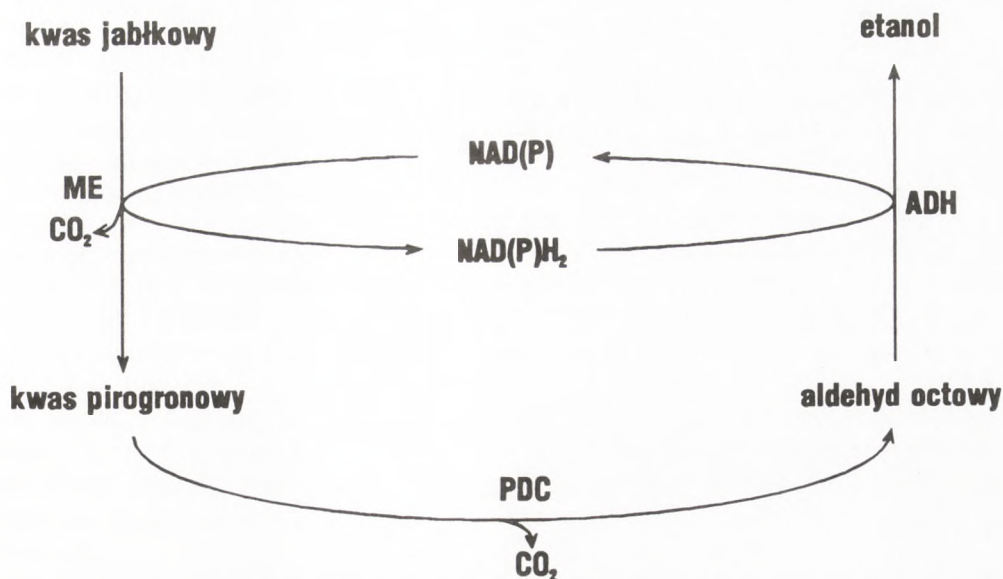 kwas jabłkowy
etanol
NAD(P)
ME
ADH
CO₂
NAD(P)H₂
kwas pirogronowy
aldehyd octowy
PDC
CO₂